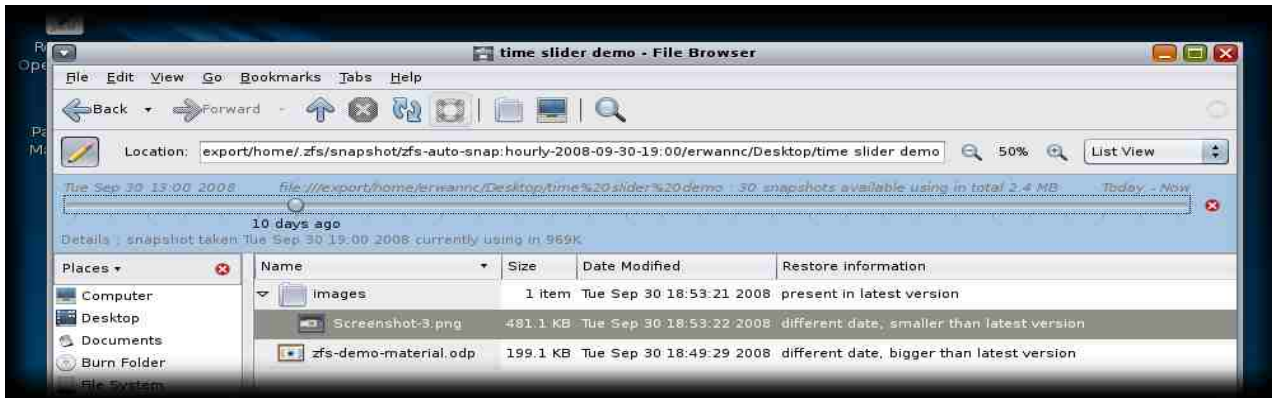 time slider demo - File Browser
File Edit View Go Bookmarks Tabs Help
Back Forward
Location: export/home/.zfs/snapshot/zfs-auto-snap:hourly-2008-09-30-19:00/erwannc/Desktop/time slider demo 50% List View
Tue Sep 30 13:00 2008 file:///export/home/erwannc/Desktop/time%20slider%20demo : 30 snapshots available using in total 2.4 MB Today - Now
10 days ago
Details : snapshot taken Tue Sep 30 19:00 2008 currently using in 969K
Places Name Size Date Modified Restore information
Computer images 1 item Tue Sep 30 18:53:21 2008 present in latest version
Desktop Screenshot-3.png 481.1 KB Tue Sep 30 18:53:22 2008 different date, smaller than latest version
Documents zfs-demo-material.odp 199.1 KB Tue Sep 30 18:49:29 2008 different date, bigger than latest version
Burn Folder
File System